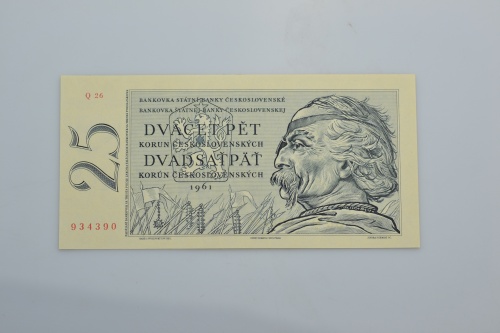 Q 26
BANKOVKA STÁTNÍ BANKY ČESKOSLOVENSKÉ
BANKOVKA ŠTÁTNEJ BANKY ČESKOSLOVENSKEJ
DVACET PĚT
KORUN ČESKOSLOVENSKÝCH
DVADSAŤPÄŤ
KORÚN ČESKOSLOVENSKÝCH
1961
25
934390